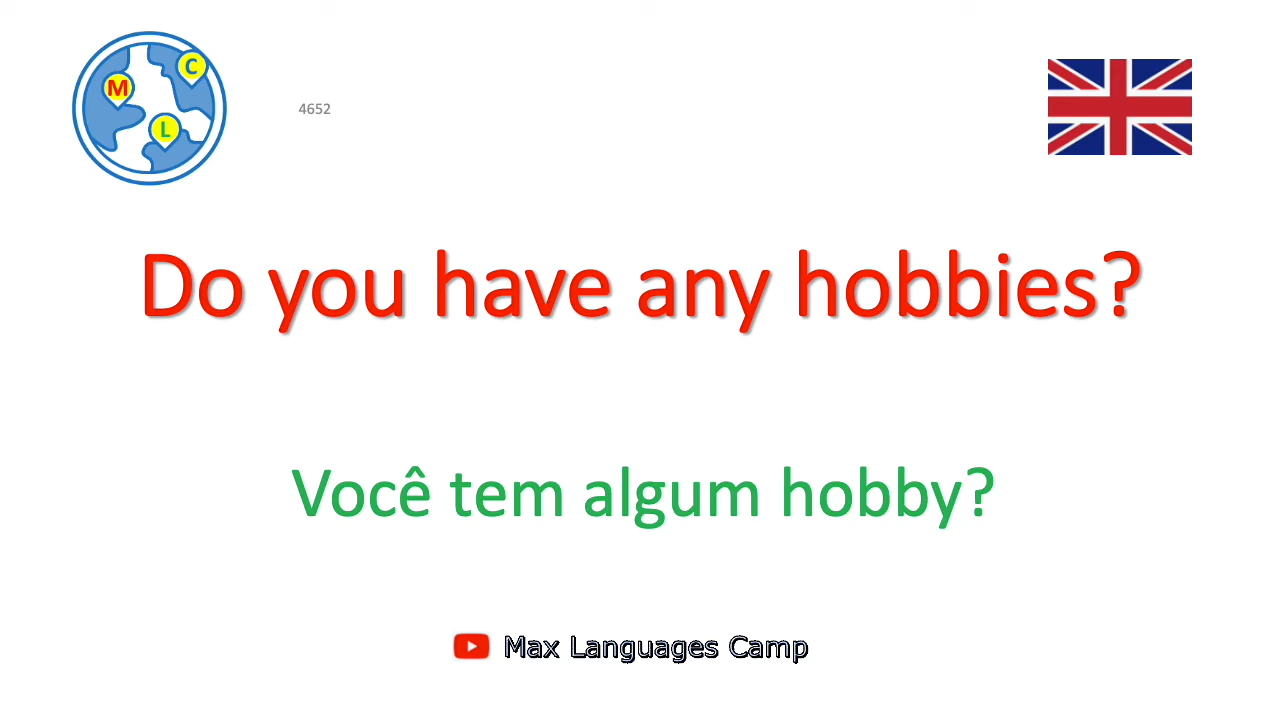 M
C
L
4652
Do you have any hobbies?
Você tem algum hobby?
Max Languages Camp